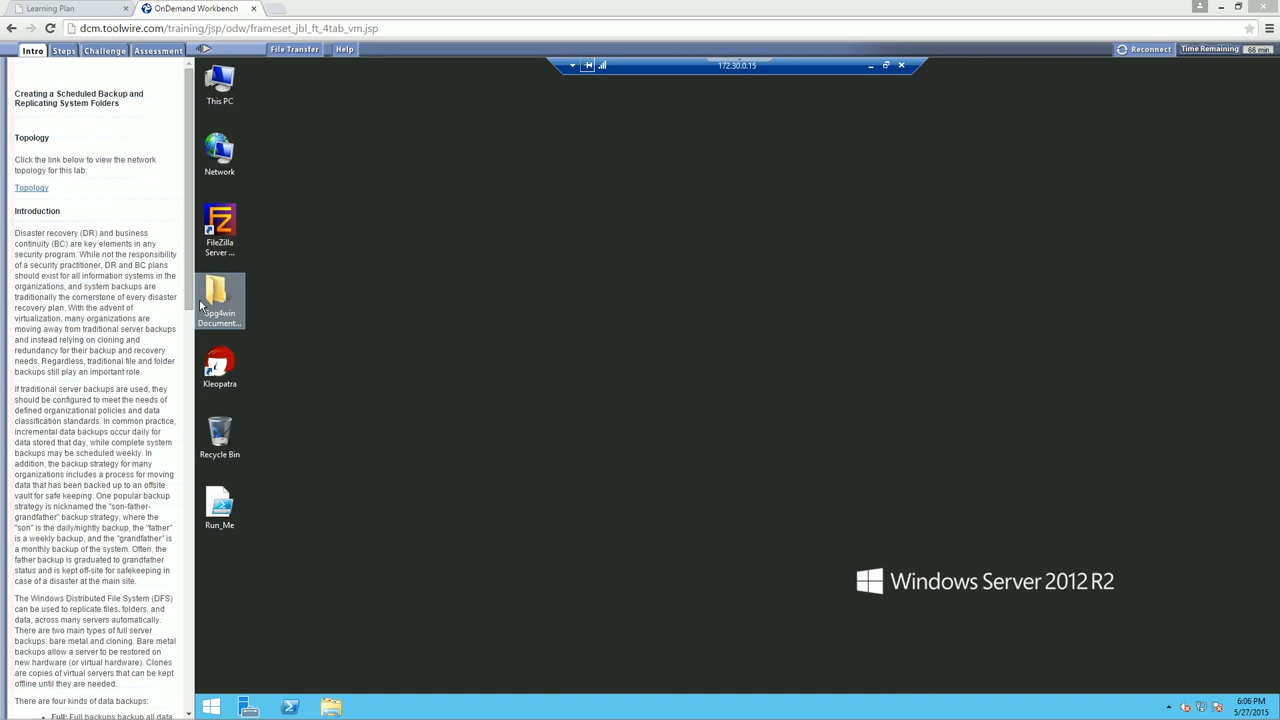 Learning Plan
OnDemand Workbench
dcm.toolwire.com/training/jsp/odw/frameset_jbl_ft_4tab_vm.jsp
Intro
Steps
Challenge
Assessment
File Transfer
Help
Reconnect
Time Remaining
66 min
Creating a Scheduled Backup and
Replicating System Folders
Topology
Click the link below to view the network
topology for this lab:
Topology
Introduction
Disaster recovery (DR) and business
continuity (BC) are key elements in any
security program. While not the responsibility
of a security practitioner, DR and BC plans
should exist for all information systems in the
organizations, and system backups are
traditionally the cornerstone of every disaster
recovery plan. With the advent of
virtualization, many organizations are
moving away from traditional server backups
and instead relying on cloning and
redundancy for their backup and recovery
needs. Regardless, traditional file and folder
backups still play an important role.
If traditional server backups are used, they
should be configured to meet the needs of
defined organizational policies and data
classification standards. In common practice,
incremental data backups occur daily for
data stored that day, while complete system
backups may be scheduled weekly. In
addition, the backup strategy for many
organizations includes a process for moving
data that has been backed up to an offsite
vault for safe keeping. One popular backup
strategy is nicknamed the "son-father-
grandfather" backup strategy, where the
"son" is the daily/nightly backup, the "father"
is a weekly backup, and the "grandfather" is
a monthly backup of the system. Often, the
father backup is graduated to grandfather
status and is kept off-site for safekeeping in
case of a disaster at the main site.
The Windows Distributed File System (DFS)
can be used to replicate files, folders, and
data, across many servers automatically.
There are two main types of full server
backups: bare metal and cloning. Bare metal
backups allow a server to be restored on
new hardware (or virtual hardware). Clones
are copies of virtual servers that can be kept
offline until they are needed.
There are four kinds of data backups:
• Full: Full backups backup all data
172.30.0.15
This PC
Network
FileZilla
Server ...
Gpg4win
Document...
Kleopatra
Recycle Bin
Run_Me
Windows Server 2012 R2
6:06 PM
5/27/2015